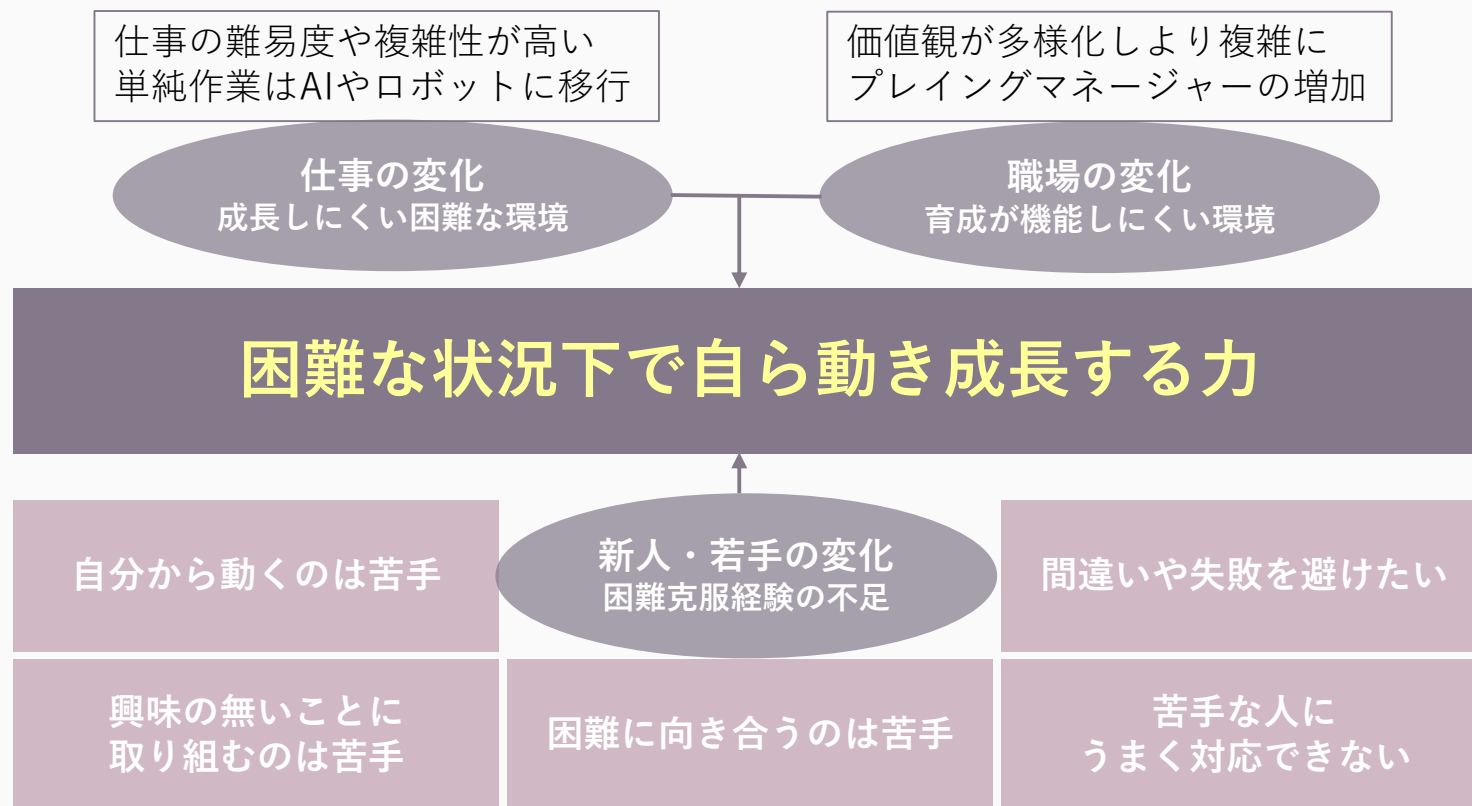 仕事の難易度や複雑性が高い
単純作業はAIやロボットに移行
価値観が多様化しより複雑に
プレイングマネージャーの増加
仕事の変化
成長しにくい困難な環境
職場の変化
育成が機能しにくい環境
困難な状況下で自ら動き成長する力
自分から動くのは苦手
新人・若手の変化
困難克服経験の不足
間違いや失敗を避けたい
興味の無いことに
取り組むのは苦手
困難に向き合うのは苦手
苦手な人に
うまく対応できない